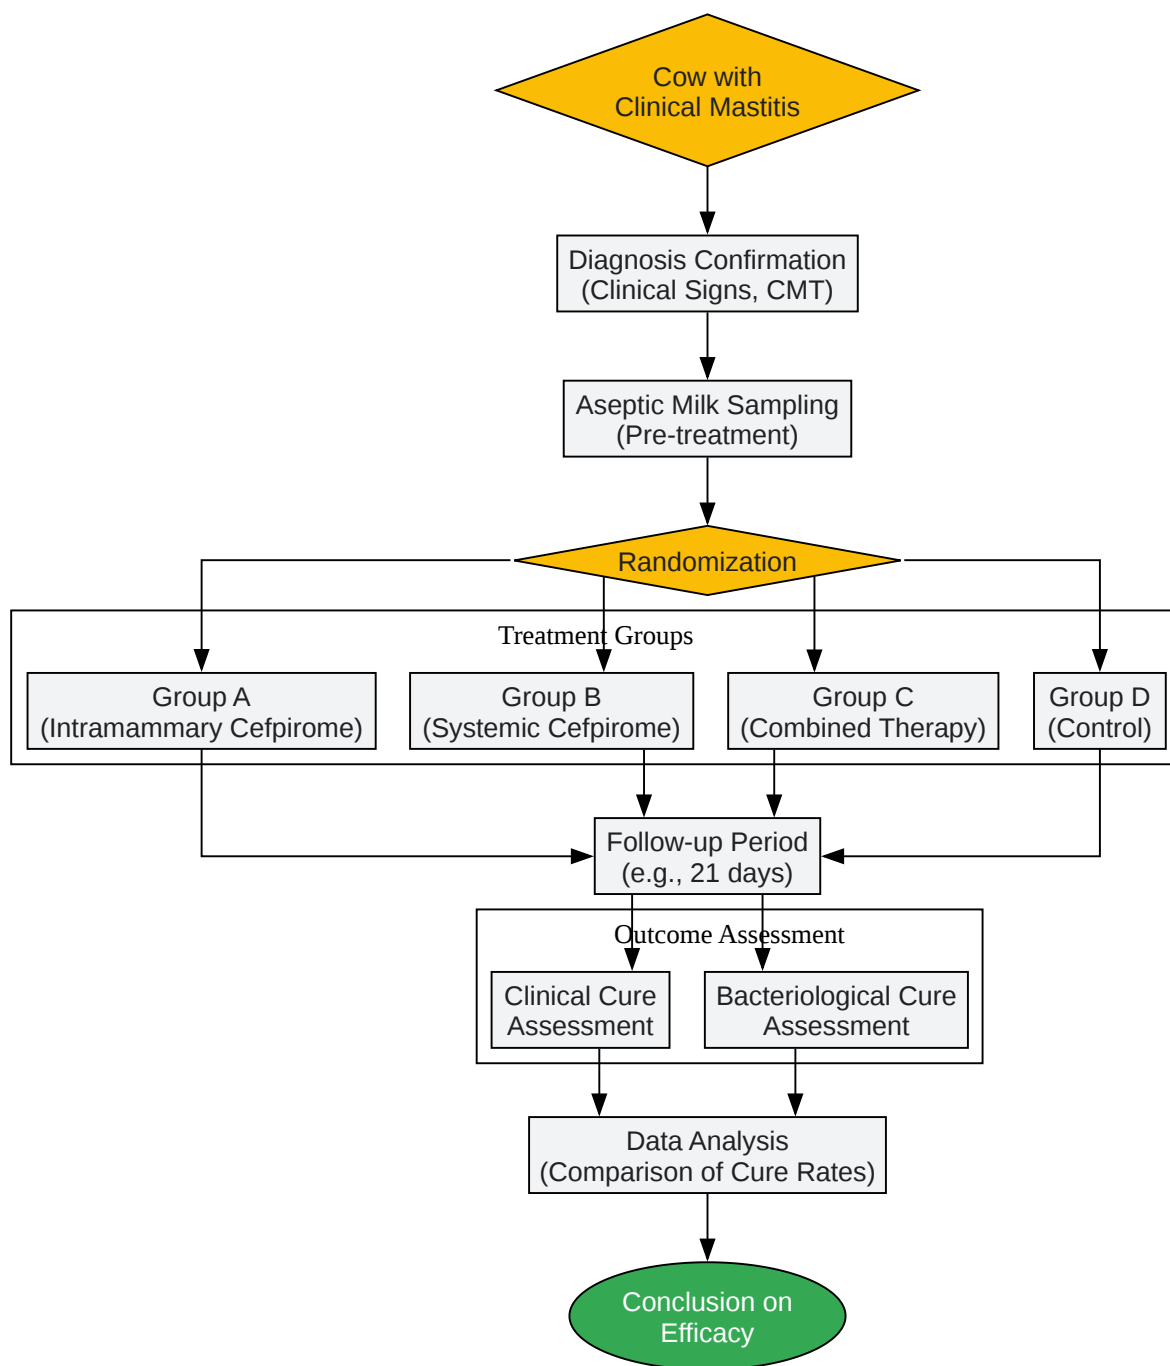 Cow with
Clinical Mastitis
Diagnosis Confirmation
(Clinical Signs, CMT)
Aseptic Milk Sampling
(Pre-treatment)
Randomization
Treatment Groups
Group A
(Intramammary Cefpirome)
Group B
(Systemic Cefpirome)
Group C
(Combined Therapy)
Group D
(Control)
Follow-up Period
(e.g., 21 days)
Outcome Assessment
Clinical Cure
Assessment
Bacteriological Cure
Assessment
Data Analysis
(Comparison of Cure Rates)
Conclusion on
Efficacy